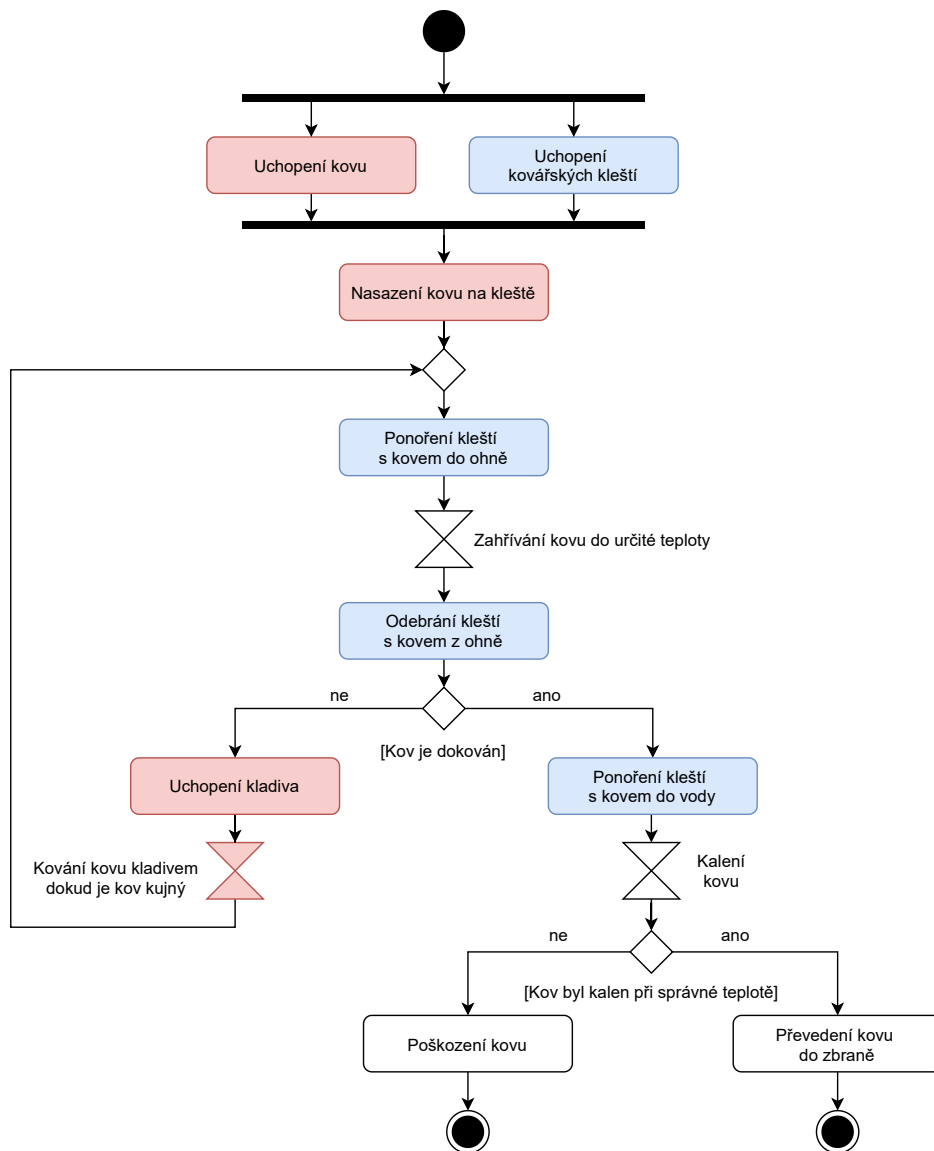 Uchopení kovu
Uchopení
kovářských kleští
Nasazení kovu na kleště
Ponoření kleští
s kovem do ohně
Zahřívání kovu do určité teploty
Odebrání kleští
s kovem z ohně
ne
ano
[Kov je dokován]
Uchopení kladiva
Ponoření kleští
s kovem do vody
Kování kovu kladivem
dokud je kov kujný
Kalení
kovu
ne
ano
[Kov byl kalen při správné teplotě]
Poškození kovu
Převedení kovu
do zbraně